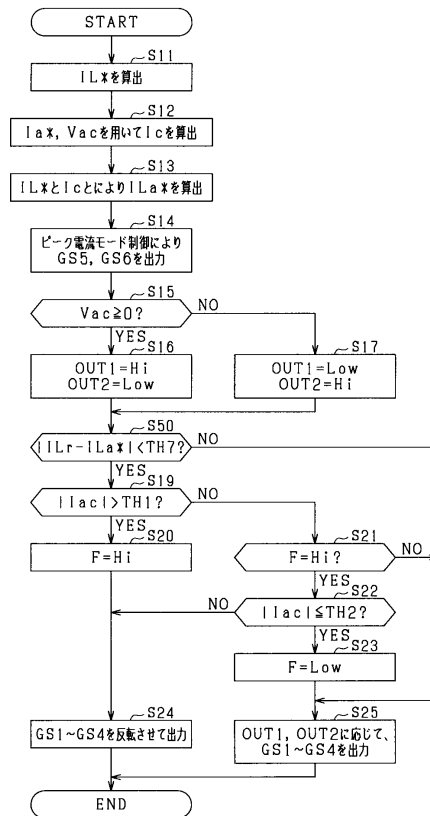 START
S11
IL*を算出
S12
Ia*, Vacを用いてIcを算出
S13
IL*とIcとによりILa*を算出
S14
ピーク電流モード制御により
GS5, GS6を出力
S15
Vac≧0?
NO
YES
S16
OUT1=Hi
OUT2=Low
S17
OUT1=Low
OUT2=Hi
S50
|ILr-ILa*|<TH7?
NO
YES
S19
|Iac|>TH1?
NO
YES
S20
F=Hi
S21
F=Hi?
NO
YES
S22
NO
|Iac|≦TH2?
YES
S23
F=Low
S24
GS1~GS4を反転させて出力
S25
OUT1, OUT2に応じて、
GS1~GS4を出力
END